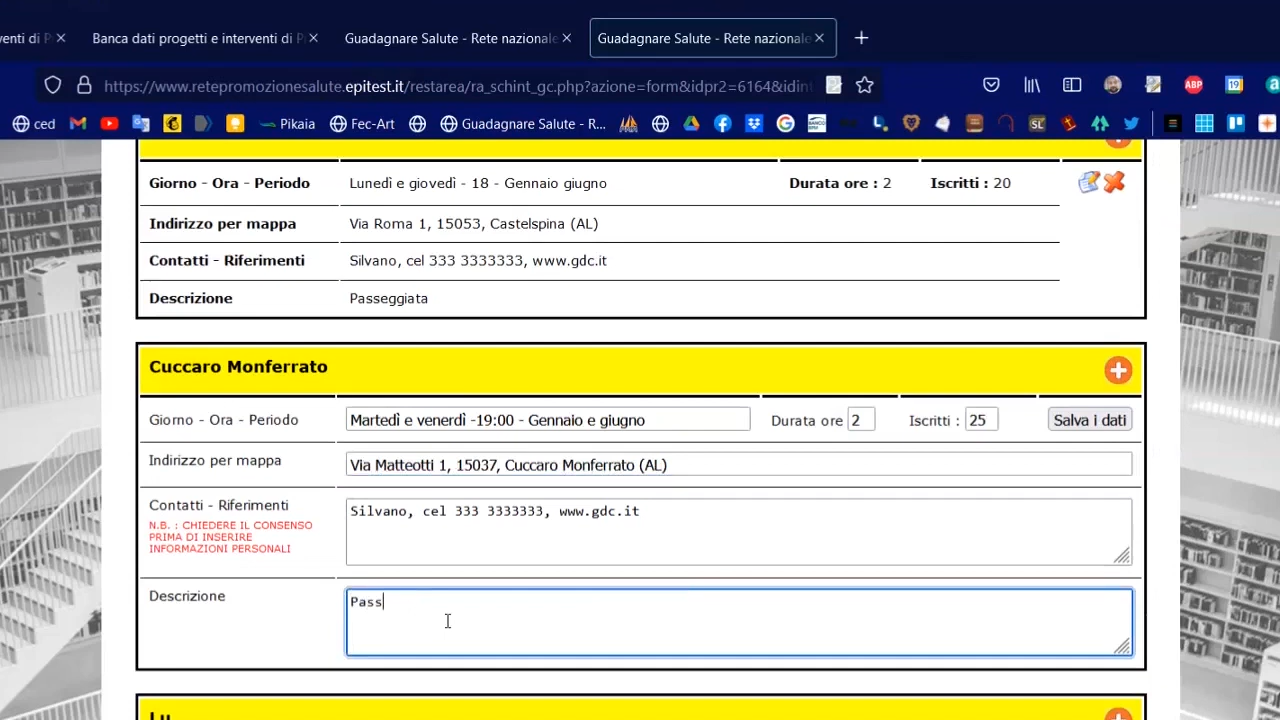 venti di P
Banca dati progetti e interventi di P
Guadagnare Salute - Rete nazionale
Guadagnare Salute - Rete nazionale
https://www.retepromozionesalute.epitest.it/restarea/ra_schint_gc.php?azione=form&idpr2=6164&idint
ABP
19
ced
Pikaia
Fec-Art
Guadagnare Salute - R...
SL
Giorno - Ora - Periodo Lunedì e giovedì - 18 - Gennaio giugno Durata ore : 2 Iscritti : 20
Indirizzo per mappa Via Roma 1, 15053, Castelspina (AL)
Contatti - Riferimenti Silvano, cel 333 3333333, www.gdc.it
Descrizione Passeggiata
Cuccaro Monferrato
Giorno - Ora - Periodo Martedì e venerdì -19:00 - Gennaio e giugno Durata ore 2 Iscritti : 25 Salva i dati
Indirizzo per mappa Via Matteotti 1, 15037, Cuccaro Monferrato (AL)
Contatti - Riferimenti Silvano, cel 333 3333333, www.gdc.it
N.B. : CHIEDERE IL CONSENSO
PRIMA DI INSERIRE
INFORMAZIONI PERSONALI
Descrizione Pass
Lu